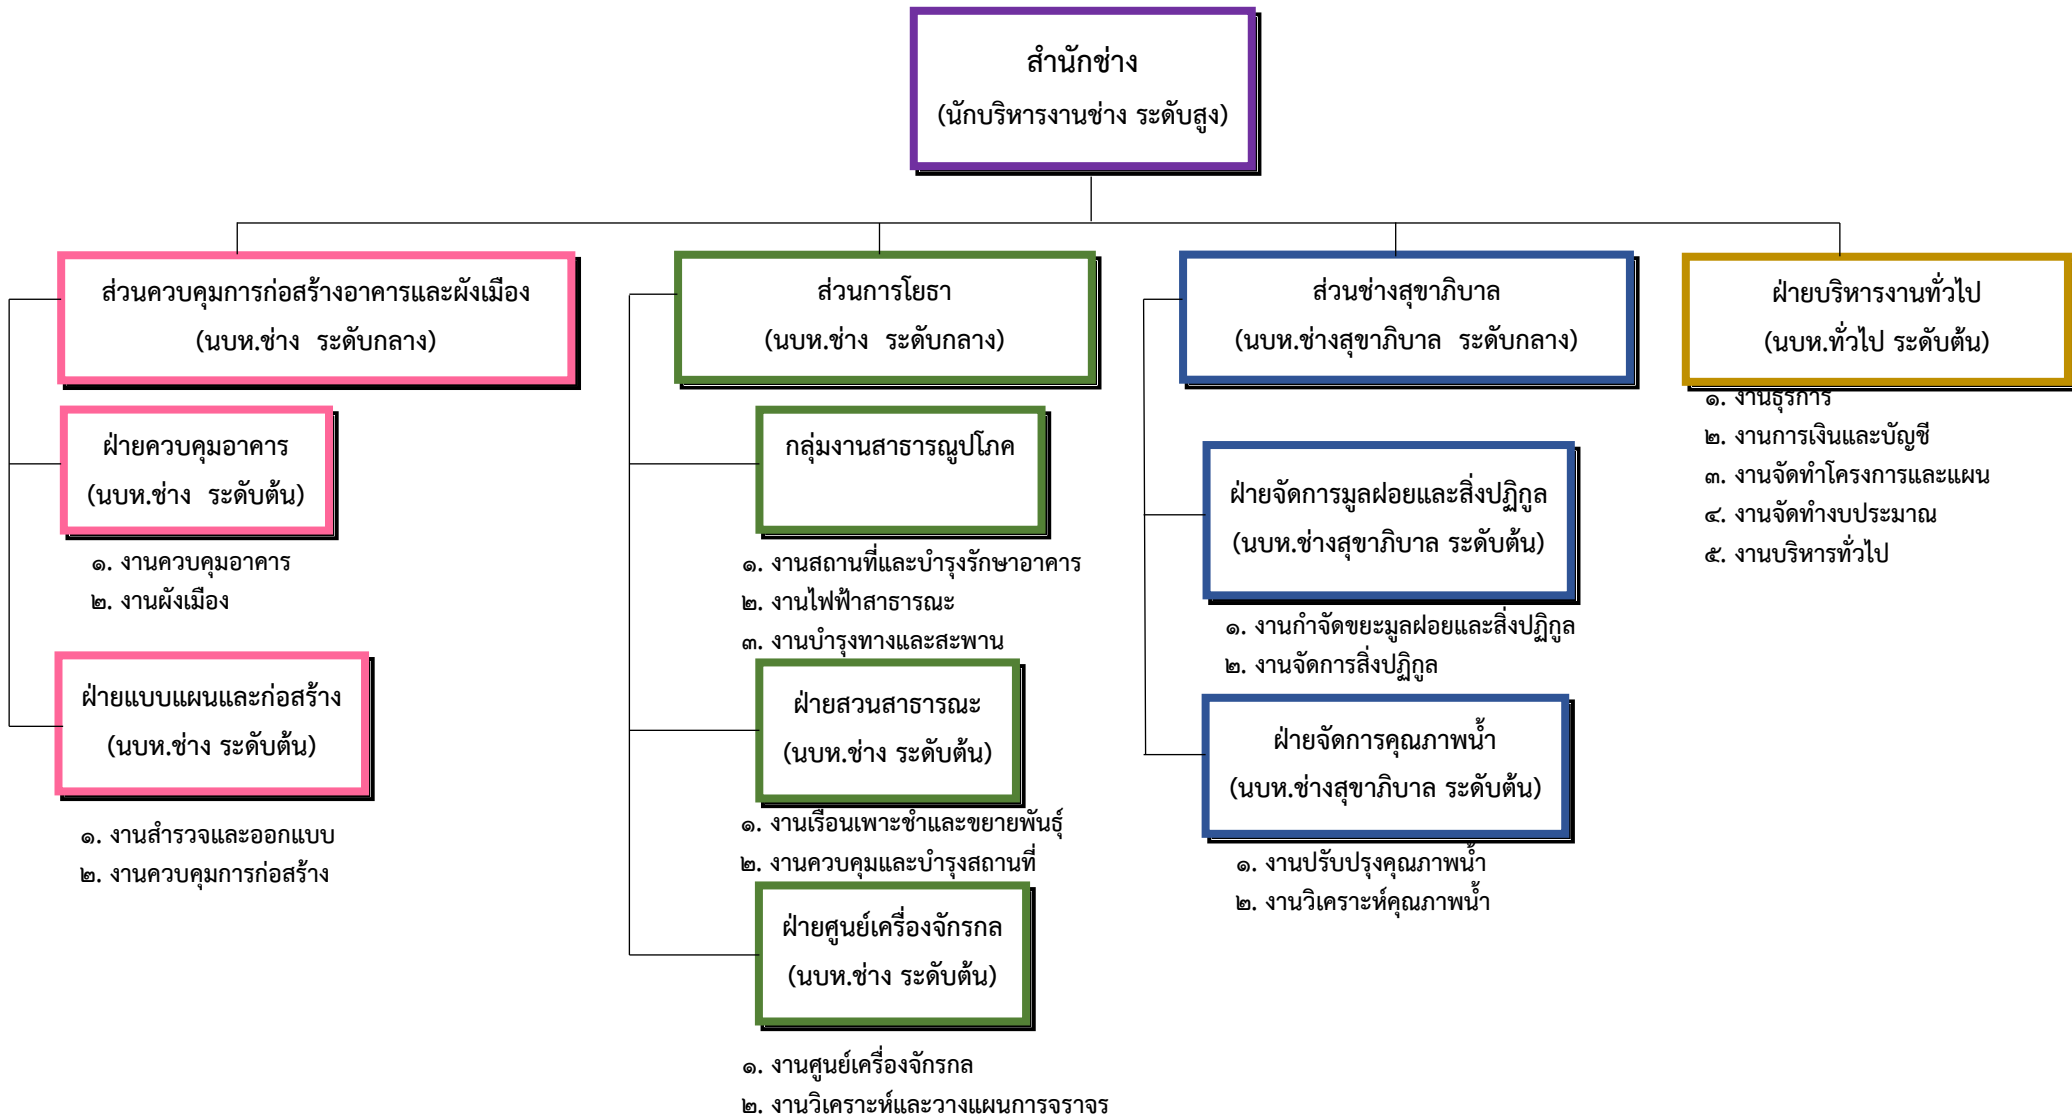 สำนักช่าง
(นักบริหารงานช่าง ระดับสูง)
ส่วนควบคุมการก่อสร้างอาคารและผังเมือง
(นบห.ช่าง  ระดับกลาง)
ฝ่ายควบคุมอาคาร
(นบห.ช่าง  ระดับต้น)
๑. งานควบคุมอาคาร
๒. งานผังเมือง
ฝ่ายแบบแผนและก่อสร้าง
(นบห.ช่าง ระดับต้น)
๑. งานสำรวจและออกแบบ
๒. งานควบคุมการก่อสร้าง
ส่วนการโยธา
(นบห.ช่าง  ระดับกลาง)
กลุ่มงานสาธารณูปโภค
๑. งานสถานที่และบำรุงรักษาอาคาร
๒. งานไฟฟ้าสาธารณะ
๓. งานบำรุงทางและสะพาน
ฝ่ายสวนสาธารณะ
(นบห.ช่าง ระดับต้น)
๑. งานเรือนเพาะชำและขยายพันธุ์
๒. งานควบคุมและบำรุงสถานที่
ฝ่ายศูนย์เครื่องจักรกล
(นบห.ช่าง ระดับต้น)
๑. งานศูนย์เครื่องจักรกล
๒. งานวิเคราะห์และวางแผนการจราจร
ส่วนช่างสุขาภิบาล
(นบห.ช่างสุขาภิบาล  ระดับกลาง)
ฝ่ายจัดการมูลฝอยและสิ่งปฏิกูล
(นบห.ช่างสุขาภิบาล ระดับต้น)
๑. งานกำจัดขยะมูลฝอยและสิ่งปฏิกูล
๒. งานจัดการสิ่งปฏิกูล
ฝ่ายจัดการคุณภาพน้ำ
(นบห.ช่างสุขาภิบาล ระดับต้น)
๑. งานปรับปรุงคุณภาพน้ำ
๒. งานวิเคราะห์คุณภาพน้ำ
ฝ่ายบริหารงานทั่วไป
(นบห.ทั่วไป ระดับต้น)
๑. งานธุรการ
๒. งานการเงินและบัญชี
๓. งานจัดทำโครงการและแผน
๔. งานจัดทำงบประมาณ
๕. งานบริหารทั่วไป